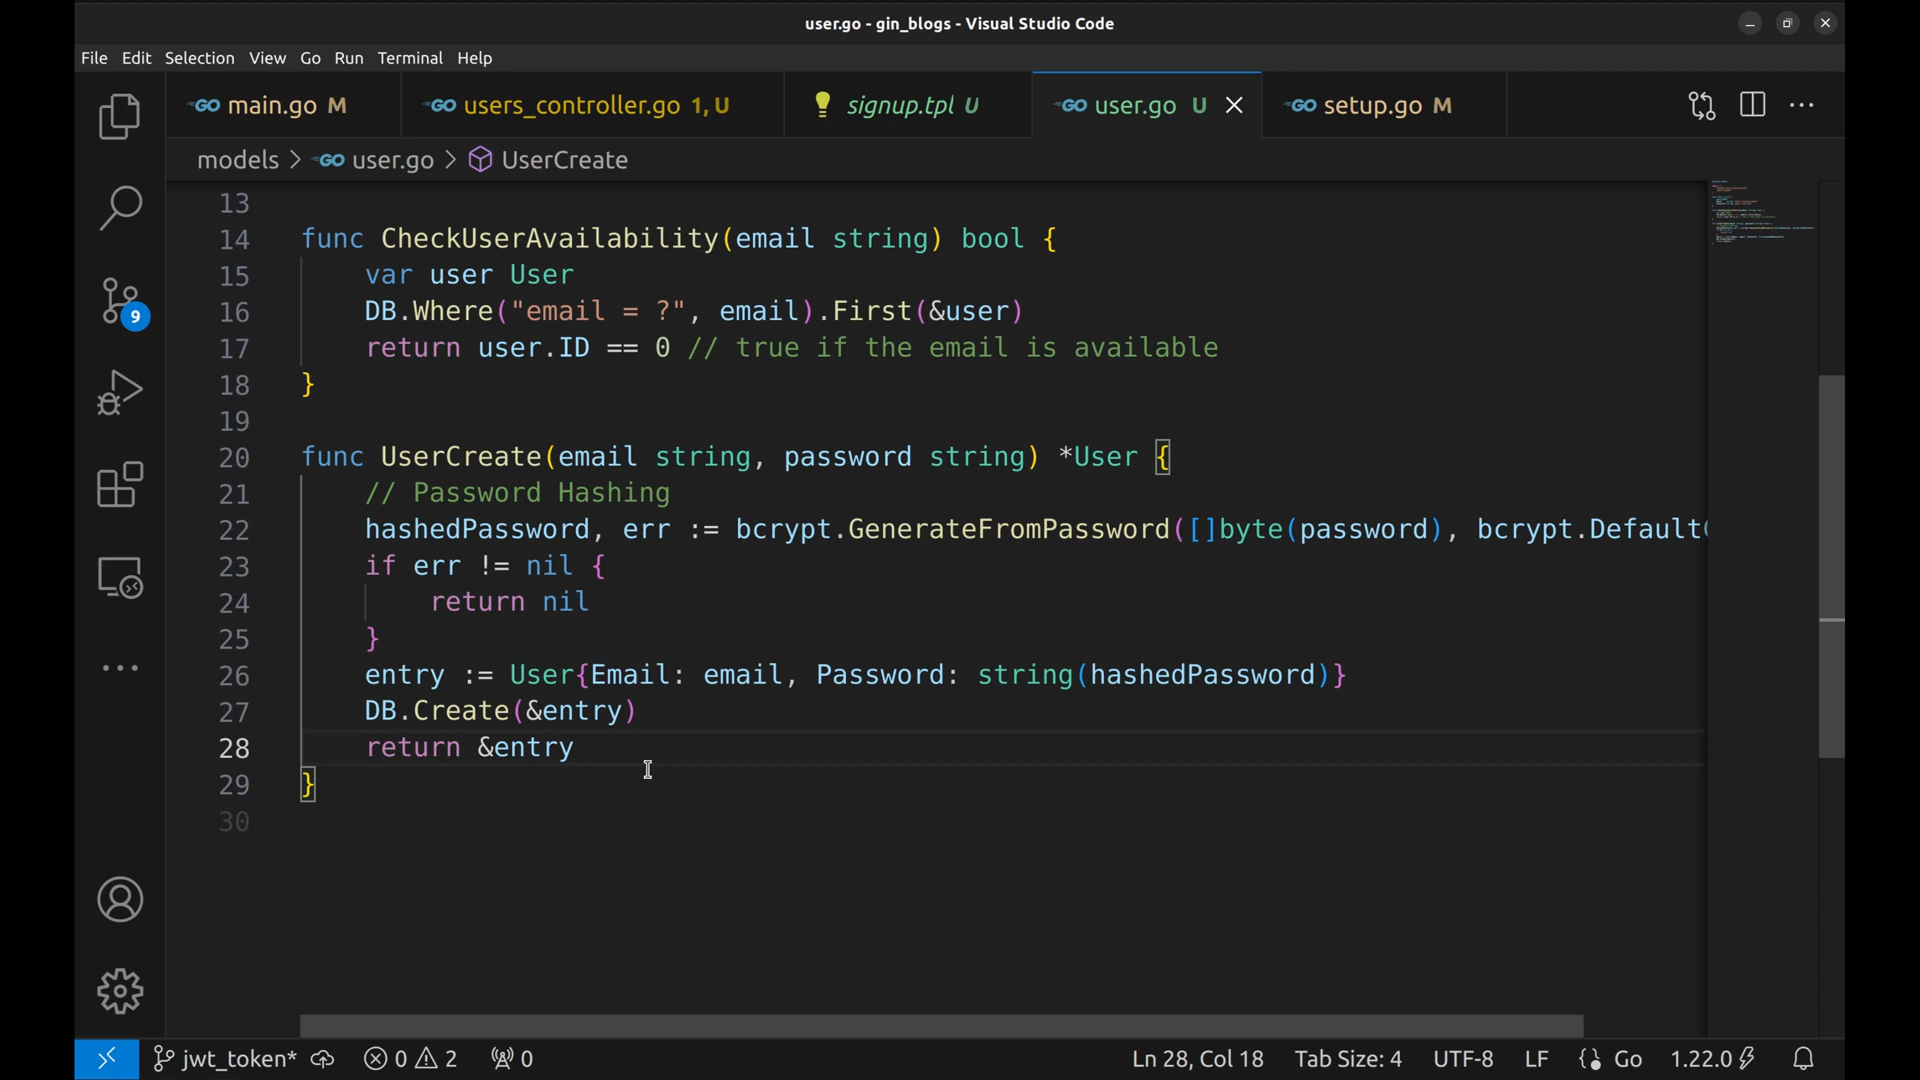 user.go - gin_blogs - Visual Studio Code
File Edit Selection View Go Run Terminal Help
GO main.go M GO users_controller.go 1, U signup.tpl U GO user.go U GO setup.go M
models > GO user.go > UserCreate
13
14 func CheckUserAvailability(email string) bool {
15 var user User
16 DB.Where("email = ?", email).First(&user)
17 return user.ID == 0 // true if the email is available
18 }
19
20 func UserCreate(email string, password string) *User {
21 // Password Hashing
22 hashedPassword, err := bcrypt.GenerateFromPassword([]byte(password), bcrypt.Default
23 if err != nil {
24 return nil
25 }
26 entry := User{Email: email, Password: string(hashedPassword)}
27 DB.Create(&entry)
28 return &entry
29 }
30
9
jwt_token* 0 2 0 Ln 28, Col 18 Tab Size: 4 UTF-8 LF Go 1.22.0